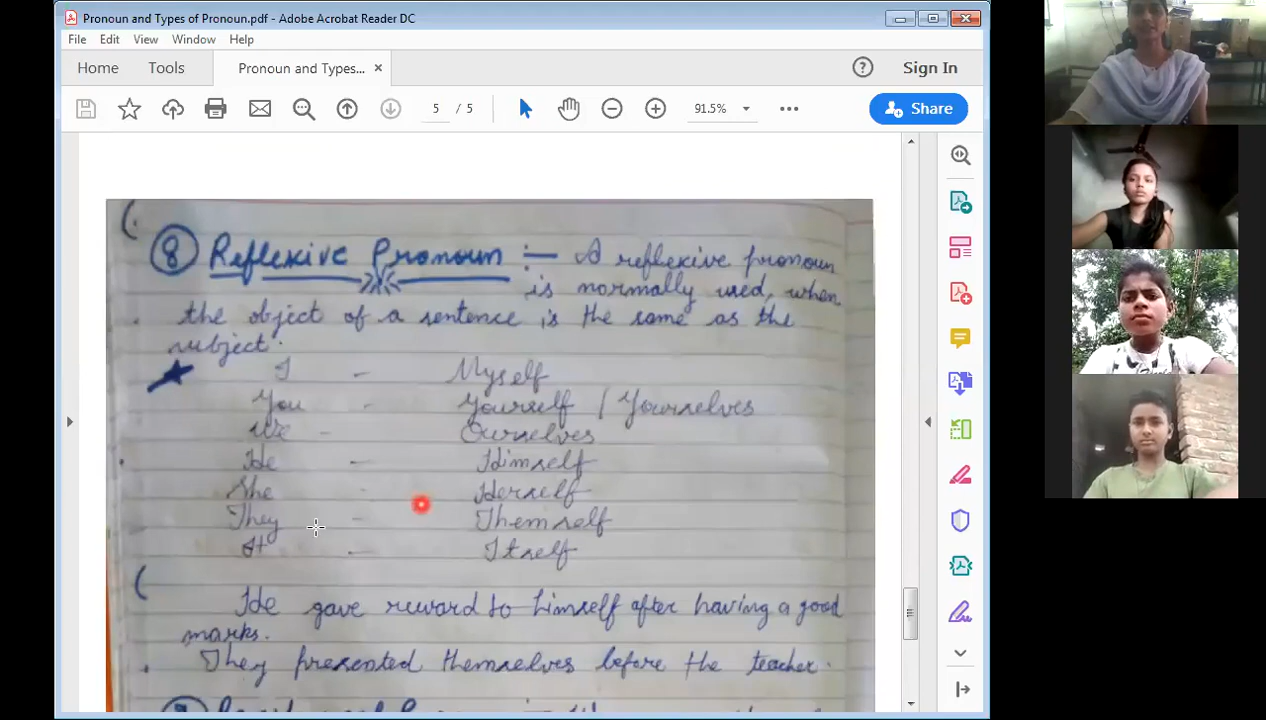 Pronoun and Types of Pronoun.pdf - Adobe Acrobat Reader DC
File Edit View Window Help
Home Tools Pronoun and Types... × Sign In
5 / 5 91.5% Share
8 Reflexive Pronoun :- A reflexive pronoun
is normally used, when
the object of a sentence is the same as the
subject.
I - Myself
You - Yourself / Yourselves
We - Ourselves
He - Himself
She - Herself
They - Themself
It - Itself
He gave reward to himself after having a good
marks.
They presented themselves before the teacher.